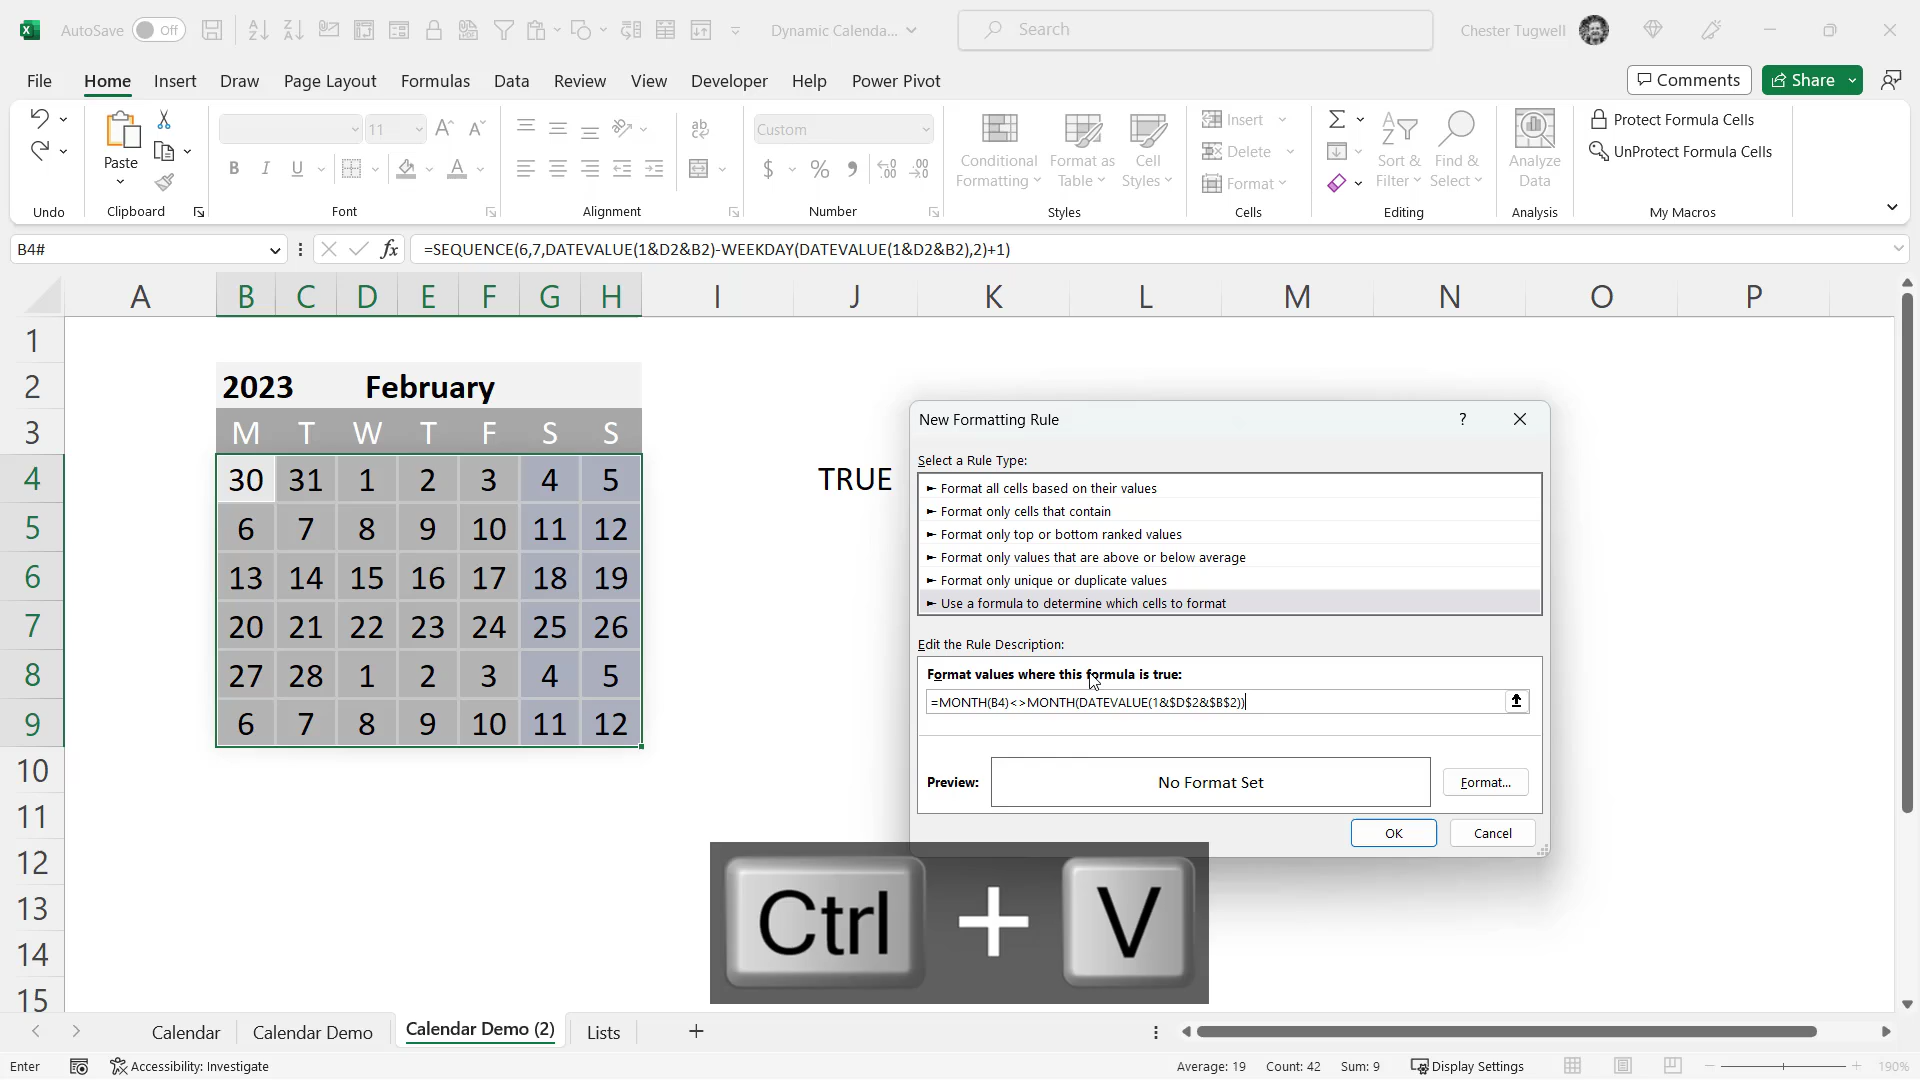 AutoSave Off Dynamic Calenda... Search Chester Tugwell
File Home Insert Draw Page Layout Formulas Data Review View Developer Help Power Pivot Comments Share
Paste 11 Custom Conditional Formatting Format as Table Cell Styles Insert Delete Format Sort & Filter Find & Select Analyze Data Protect Formula Cells UnProtect Formula Cells
Undo Clipboard Font Alignment Number Styles Cells Editing Analysis My Macros
B4# fx =SEQUENCE(6,7,DATEVALUE(1&D2&B2)-WEEKDAY(DATEVALUE(1&D2&B2),2)+1)
A B C D E F G H I J K L M N O P
1
2 2023 February
3 M T W T F S S
4 30 31 1 2 3 4 5 TRUE
5 6 7 8 9 10 11 12
6 13 14 15 16 17 18 19
7 20 21 22 23 24 25 26
8 27 28 1 2 3 4 5
9 6 7 8 9 10 11 12
10
11
12
13
14
15
New Formatting Rule ?
Select a Rule Type:
► Format all cells based on their values
► Format only cells that contain
► Format only top or bottom ranked values
► Format only values that are above or below average
► Format only unique or duplicate values
► Use a formula to determine which cells to format
Edit the Rule Description:
Format values where this formula is true:
=MONTH(B4)<>MONTH(DATEVALUE(1&$D$2&$B$2))
Preview: No Format Set Format...
OK Cancel
Ctrl + V
Calendar Calendar Demo Calendar Demo (2) Lists +
Enter Accessibility: Investigate Average: 19 Count: 42 Sum: 9 Display Settings 190%